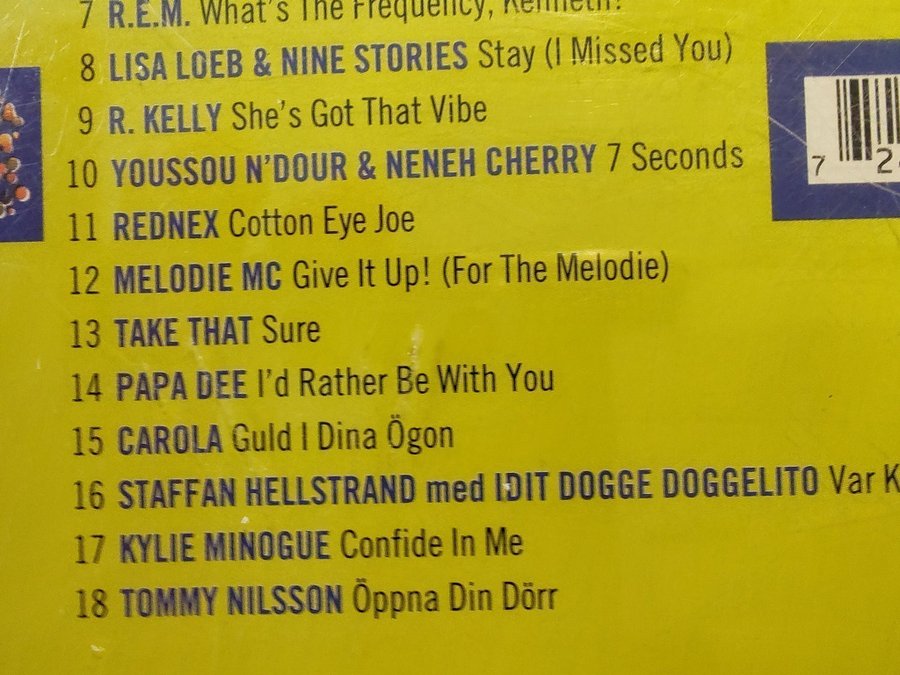 7 R.E.M. What's The Frequency, Kenneth?
8 LISA LOEB & NINE STORIES Stay (I Missed You)
9 R. KELLY She's Got That Vibe
10 YOUSSOU N'DOUR & NENEH CHERRY 7 Seconds
11 REDNEX Cotton Eye Joe
12 MELODIE MC Give It Up! (For The Melodie)
13 TAKE THAT Sure
14 PAPA DEE I'd Rather Be With You
15 CAROLA Guld I Dina Ögon
16 STAFFAN HELLSTRAND med IDIT DOGGE DOGGELITO Var K
17 KYLIE MINOGUE Confide In Me
18 TOMMY NILSSON Öppna Din Dörr
7 2